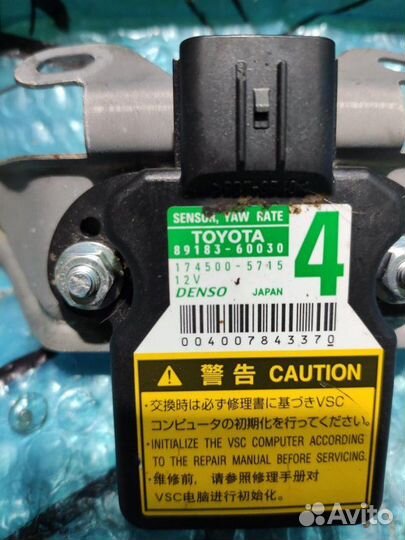 SENSOR, YAW RATE
TOYOTA
89183-60030
174500-5715
12V
DENSO JAPAN
4
004007843370
警告 CAUTION
・交換時は必ず修理書に基づきVSC
コンピュータの初期化を行ってください。
・INITIALIZE THE VSC COMPUTER ACCORDING
TO THE REPAIR MANUAL BEFORE SERVICING.
・维修前，请参照修理手册对
VSC电脑进行初始化。
Avito